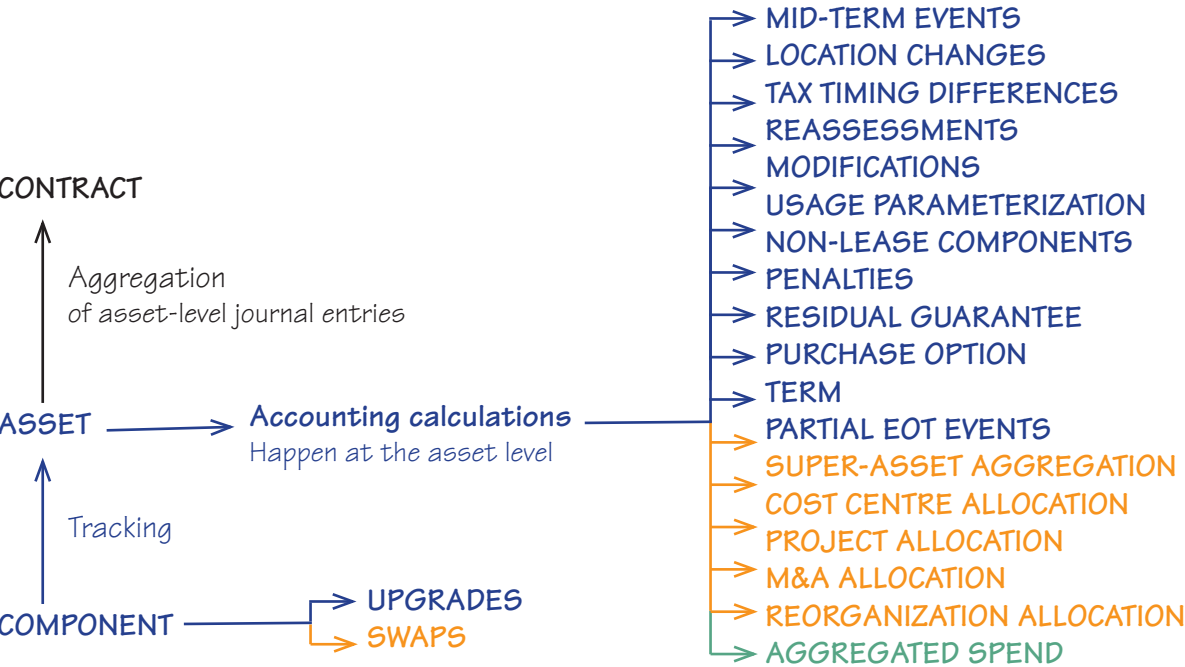 CONTRACT
Aggregation
of asset-level journal entries
ASSET
Accounting calculations
Happen at the asset level
Tracking
COMPONENT
UPGRADES
SWAPS
MID-TERM EVENTS
LOCATION CHANGES
TAX TIMING DIFFERENCES
REASSESSMENTS
MODIFICATIONS
USAGE PARAMETERIZATION
NON-LEASE COMPONENTS
PENALTIES
RESIDUAL GUARANTEE
PURCHASE OPTION
TERM
PARTIAL EOT EVENTS
SUPER-ASSET AGGREGATION
COST CENTRE ALLOCATION
PROJECT ALLOCATION
M&A ALLOCATION
REORGANIZATION ALLOCATION
AGGREGATED SPEND